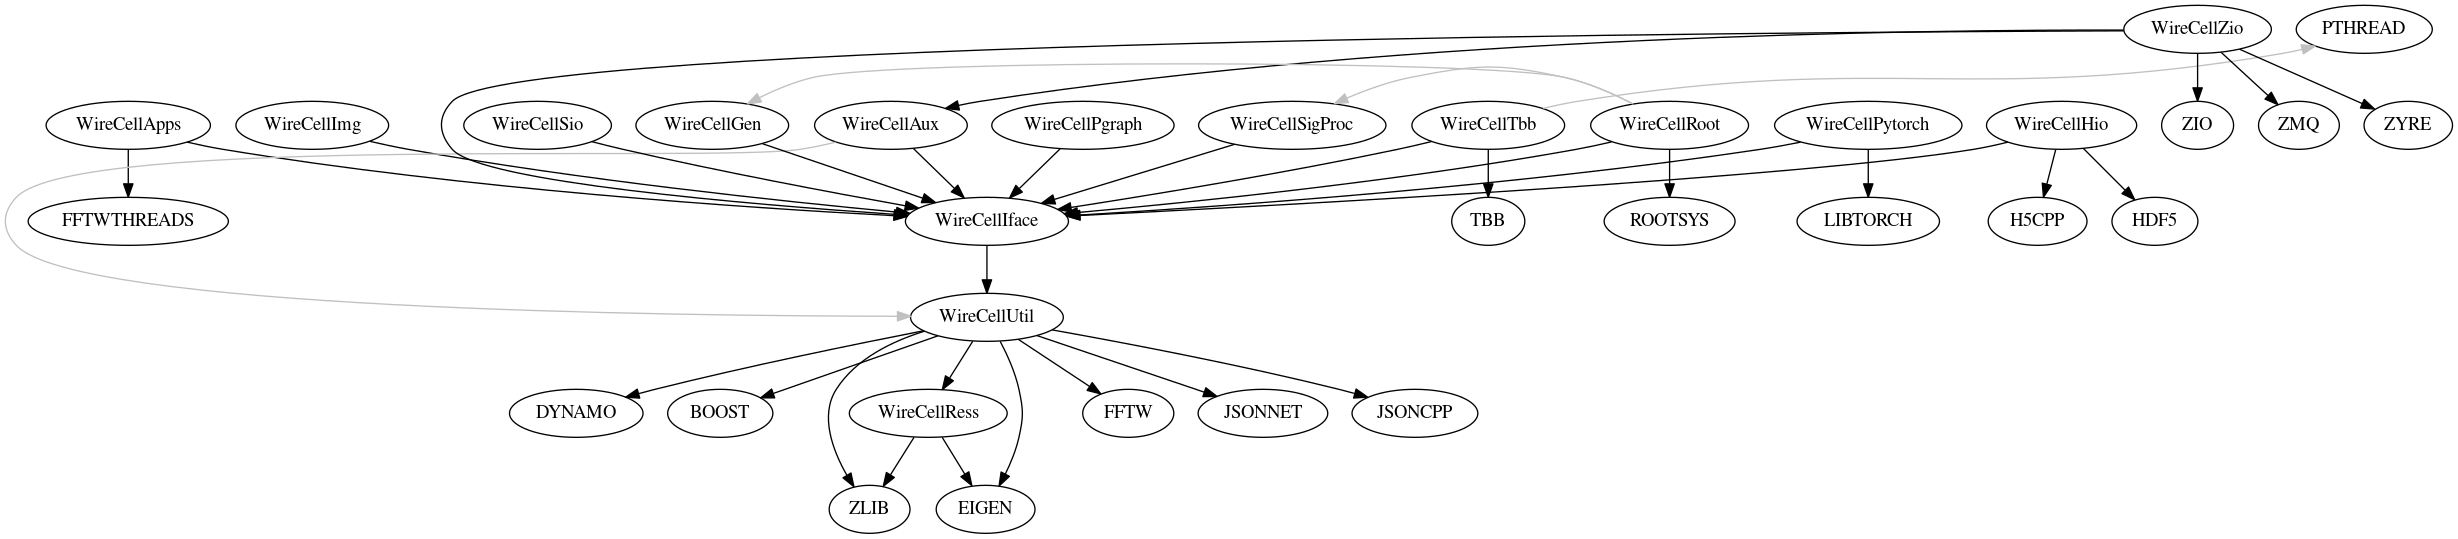 WireCellZio
PTHREAD
WireCellApps
WireCellImg
WireCellSio
WireCellGen
WireCellAux
WireCellPgraph
WireCellSigProc
WireCellTbb
WireCellRoot
WireCellPytorch
WireCellHio
ZIO
ZMQ
ZYRE
FFTWTHREADS
WireCellIface
TBB
ROOTSYS
LIBTORCH
H5CPP
HDF5
WireCellUtil
DYNAMO
BOOST
WireCellRess
FFTW
JSONNET
JSONCPP
ZLIB
EIGEN